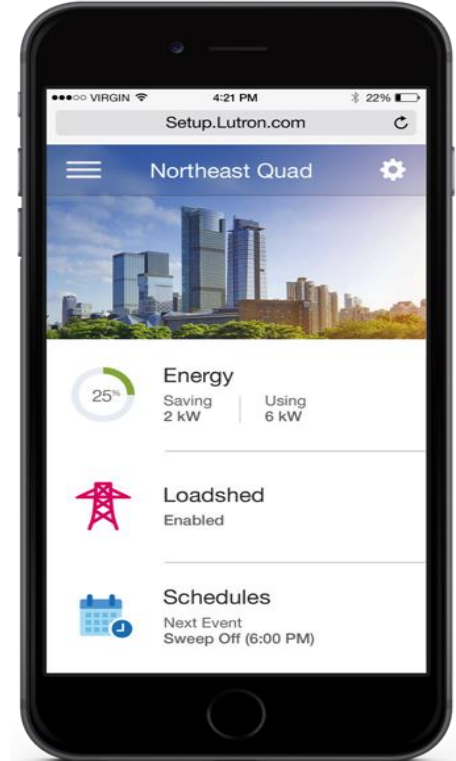 ●●●○○ VIRGIN 4:21 PM 22%
Setup.Lutron.com
Northeast Quad
25%
Energy
Saving Using
2 kW 6 kW
Loadshed
Enabled
Schedules
Next Event
Sweep Off (6:00 PM)